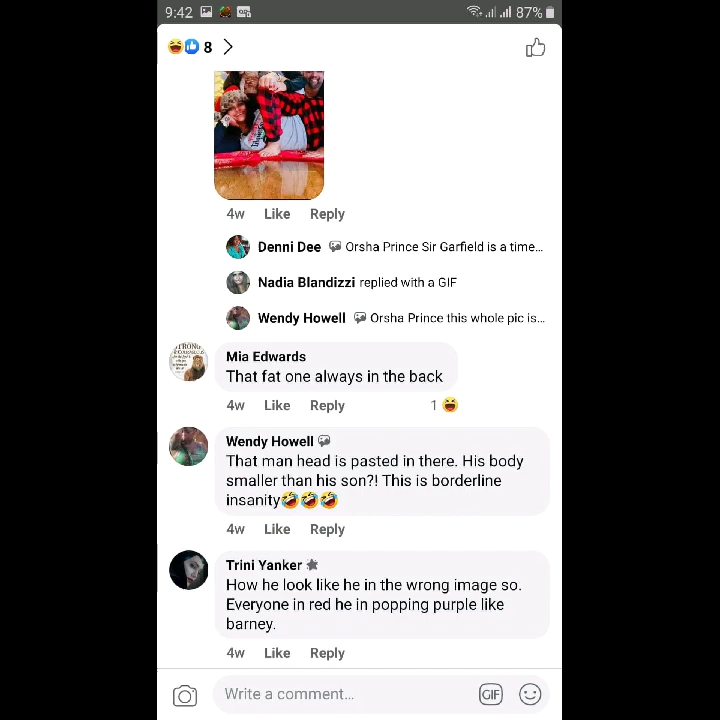 9:42
87%
8
4w Like Reply
Denni Dee Orsha Prince Sir Garfield is a time...
Nadia Blandizzi replied with a GIF
Wendy Howell Orsha Prince this whole pic is...
Mia Edwards
That fat one always in the back
4w Like Reply 1
Wendy Howell
That man head is pasted in there. His body
smaller than his son?! This is borderline
insanity🤣🤣🤣
4w Like Reply
Trini Yanker
How he look like he in the wrong image so.
Everyone in red he in popping purple like
barney.
4w Like Reply
Write a comment...
GIF